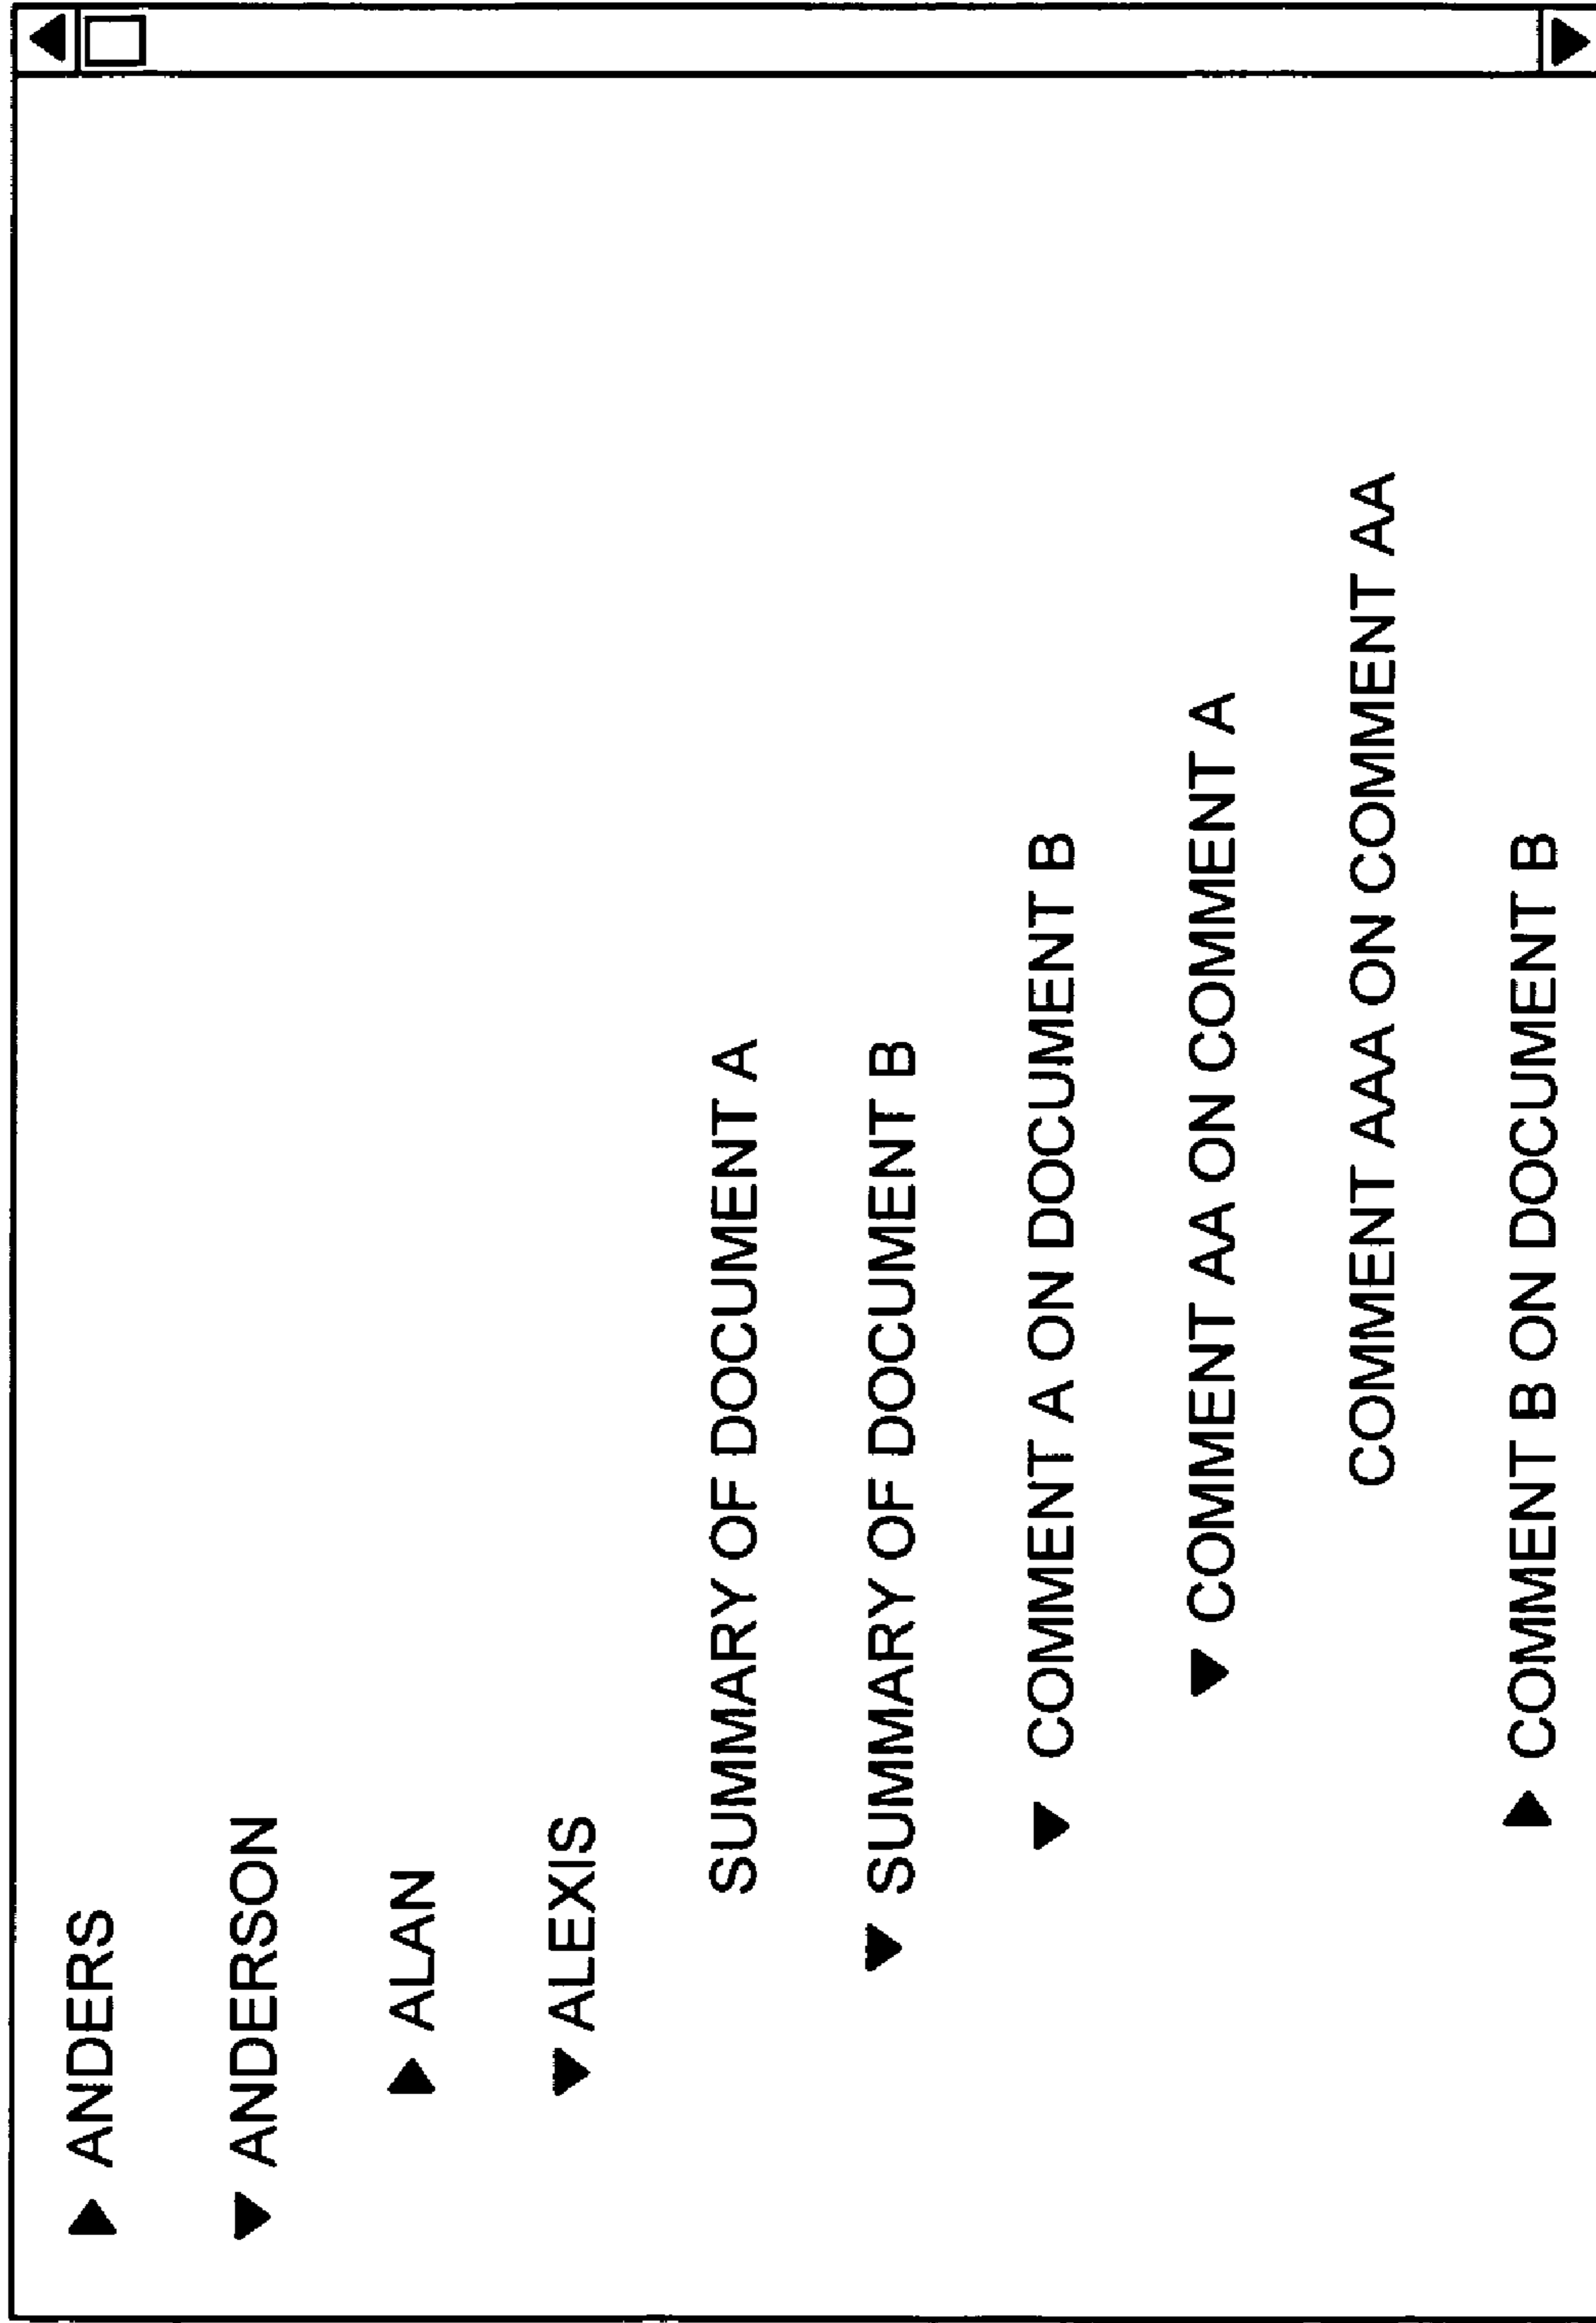 ANDERS
ANDERSON
ALAN
ALEXIS
SUMMARY OF DOCUMENT A
SUMMARY OF DOCUMENT B
COMMENT A ON DOCUMENT B
COMMENT AA ON COMMENT A
COMMENT AAA ON COMMENT AA
COMMENT B ON DOCUMENT B